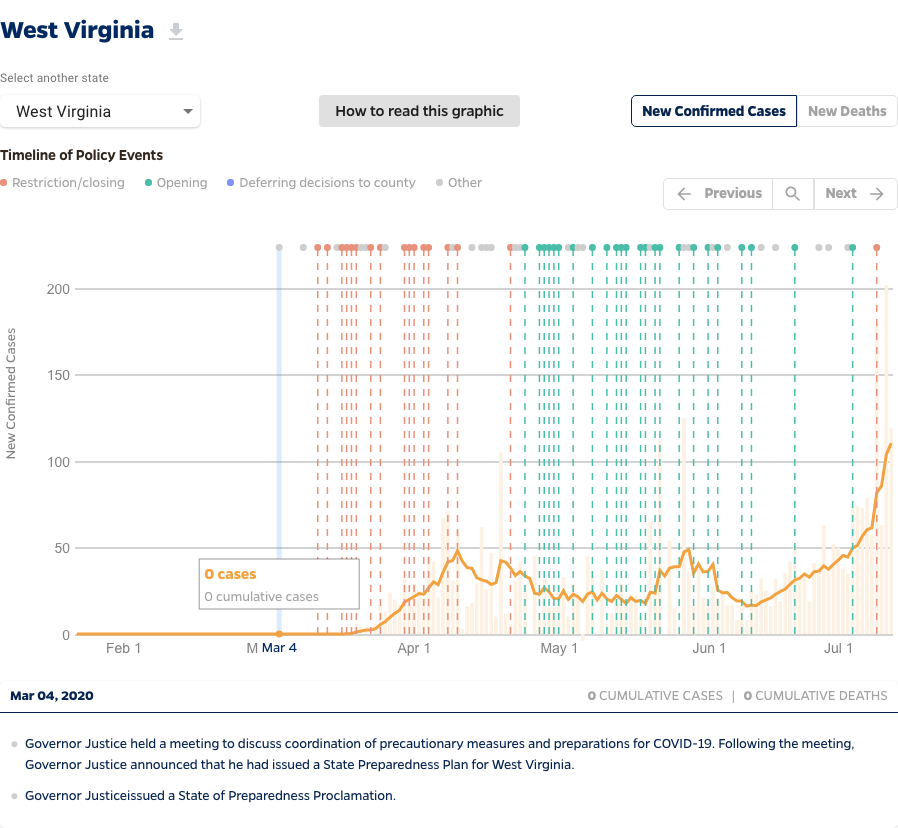 West Virginia
Select another state
West Virginia
How to read this graphic
New Confirmed Cases
New Deaths
Timeline of Policy Events
Restriction/closing
Opening
Deferring decisions to county
Other
Previous
Next
New Confirmed Cases
200
150
100
50
0
0 cases
0 cumulative cases
Feb 1
M Mar 4
Apr 1
May 1
Jun 1
Jul 1
Mar 04, 2020
0 CUMULATIVE CASES | 0 CUMULATIVE DEATHS
Governor Justice held a meeting to discuss coordination of precautionary measures and preparations for COVID-19. Following the meeting,
Governor Justice announced that he had issued a State Preparedness Plan for West Virginia.
Governor Justiceissued a State of Preparedness Proclamation.